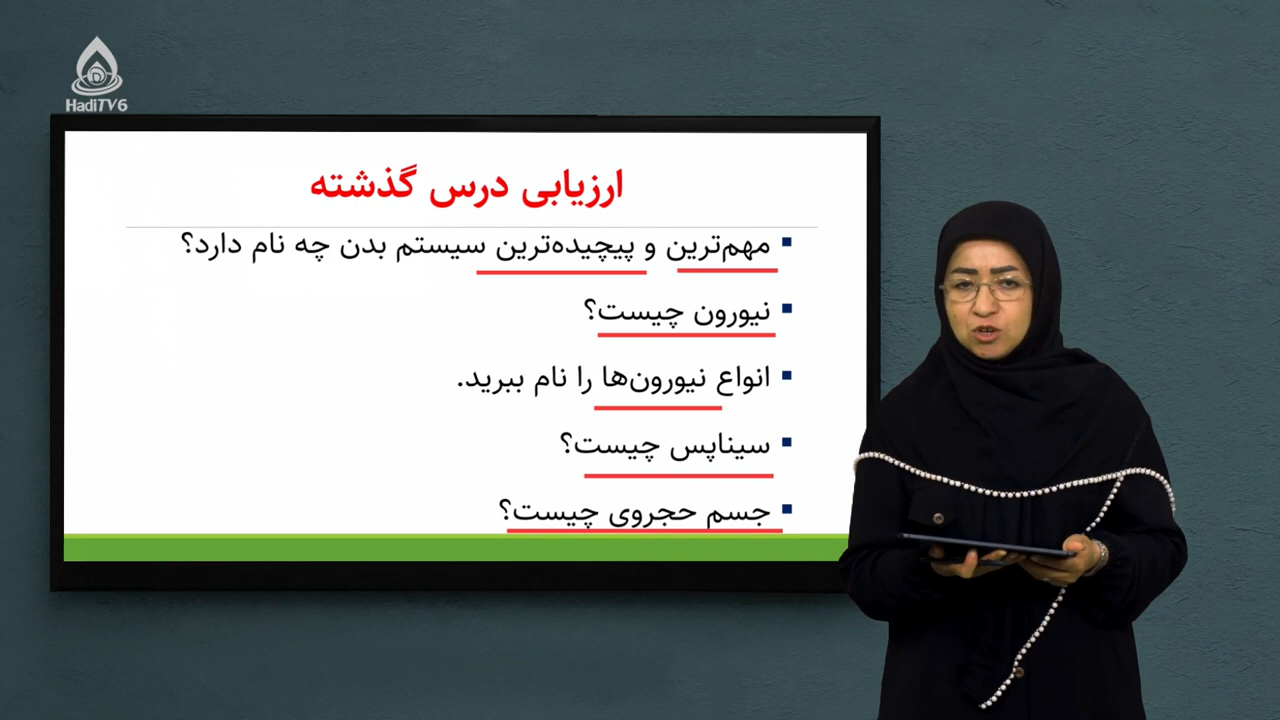 HadiTV6
ارزیابی درس گذشته
▪ مهم‌ترین و پیچیده‌ترین سیستم بدن چه نام دارد؟
▪ نیورون چیست؟
▪ انواع نیورون‌ها را نام ببرید.
▪ سیناپس چیست؟
▪ جسم حجروی چیست؟